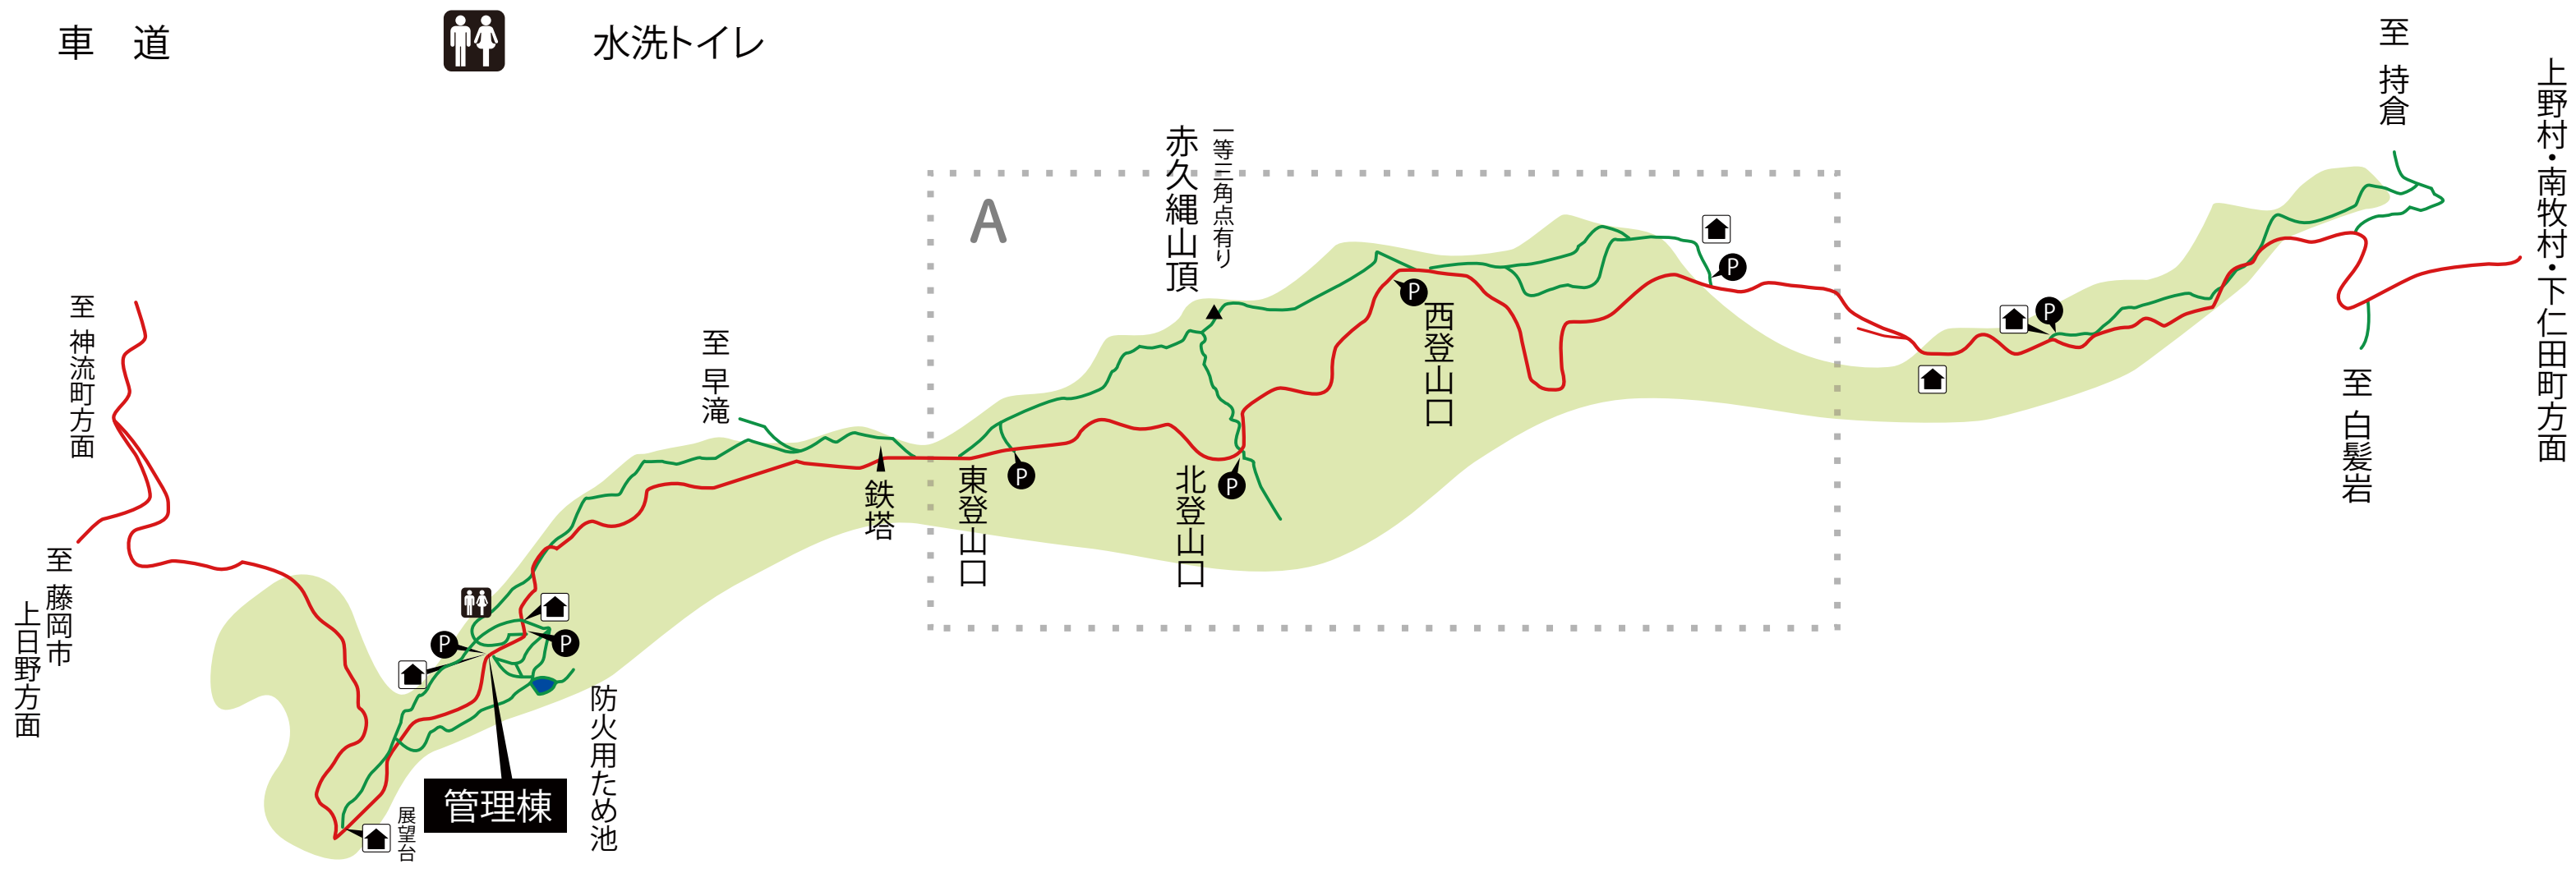 車 道
水洗トイレ
至 持倉
上野村・南牧村・下仁田町方面
赤久縄山頂
一等三角点有り
A
P
至 神流町方面
P
西登山口
P
至 早滝
至 白髪岩
鉄塔
東登山口
P
北登山口
P
至 藤岡市
上日野方面
P
P
防火用ため池
管理棟
展望台